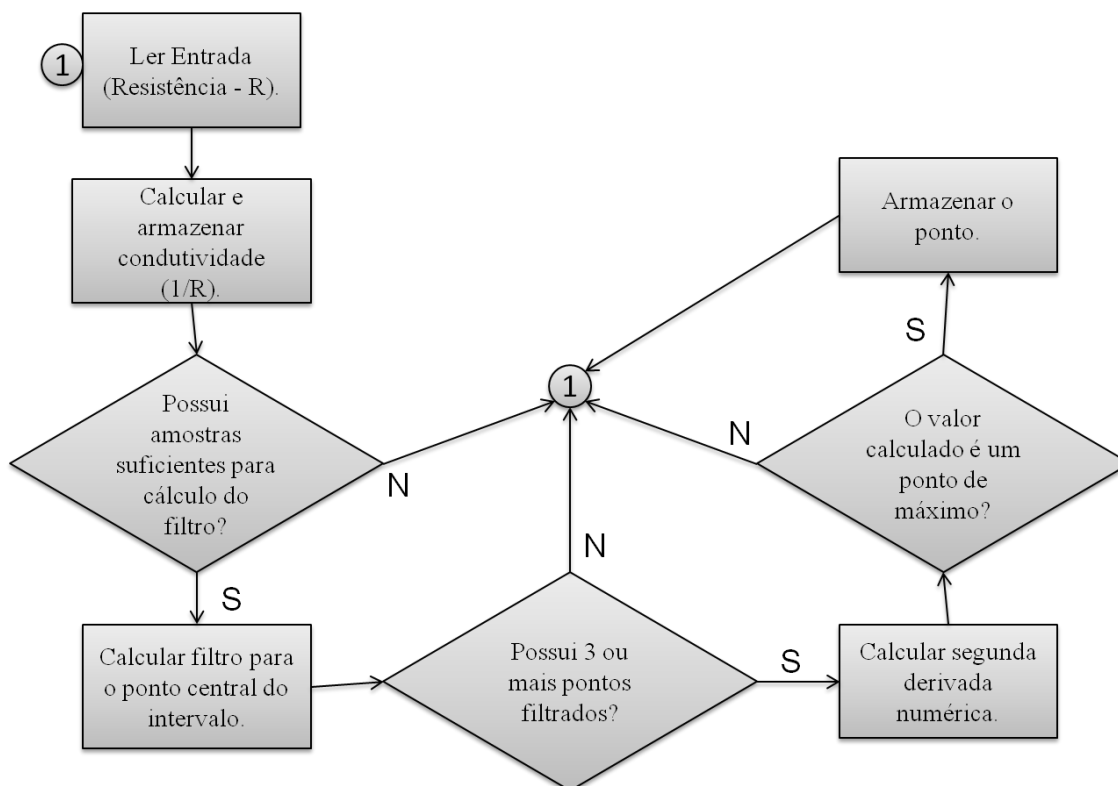 1
Ler Entrada
(Resistência - R).
Calcular e
armazenar
condutividade
(1/R).
Possui
amostras
suficientes para
cálculo do
filtro?
N
S
Calcular filtro para
o ponto central do
intervalo.
Possui 3 ou
mais pontos
filtrados?
N
S
Calcular segunda
derivada
numérica.
O valor
calculado é um
ponto de
máximo?
N
S
Armazenar o
ponto.
1